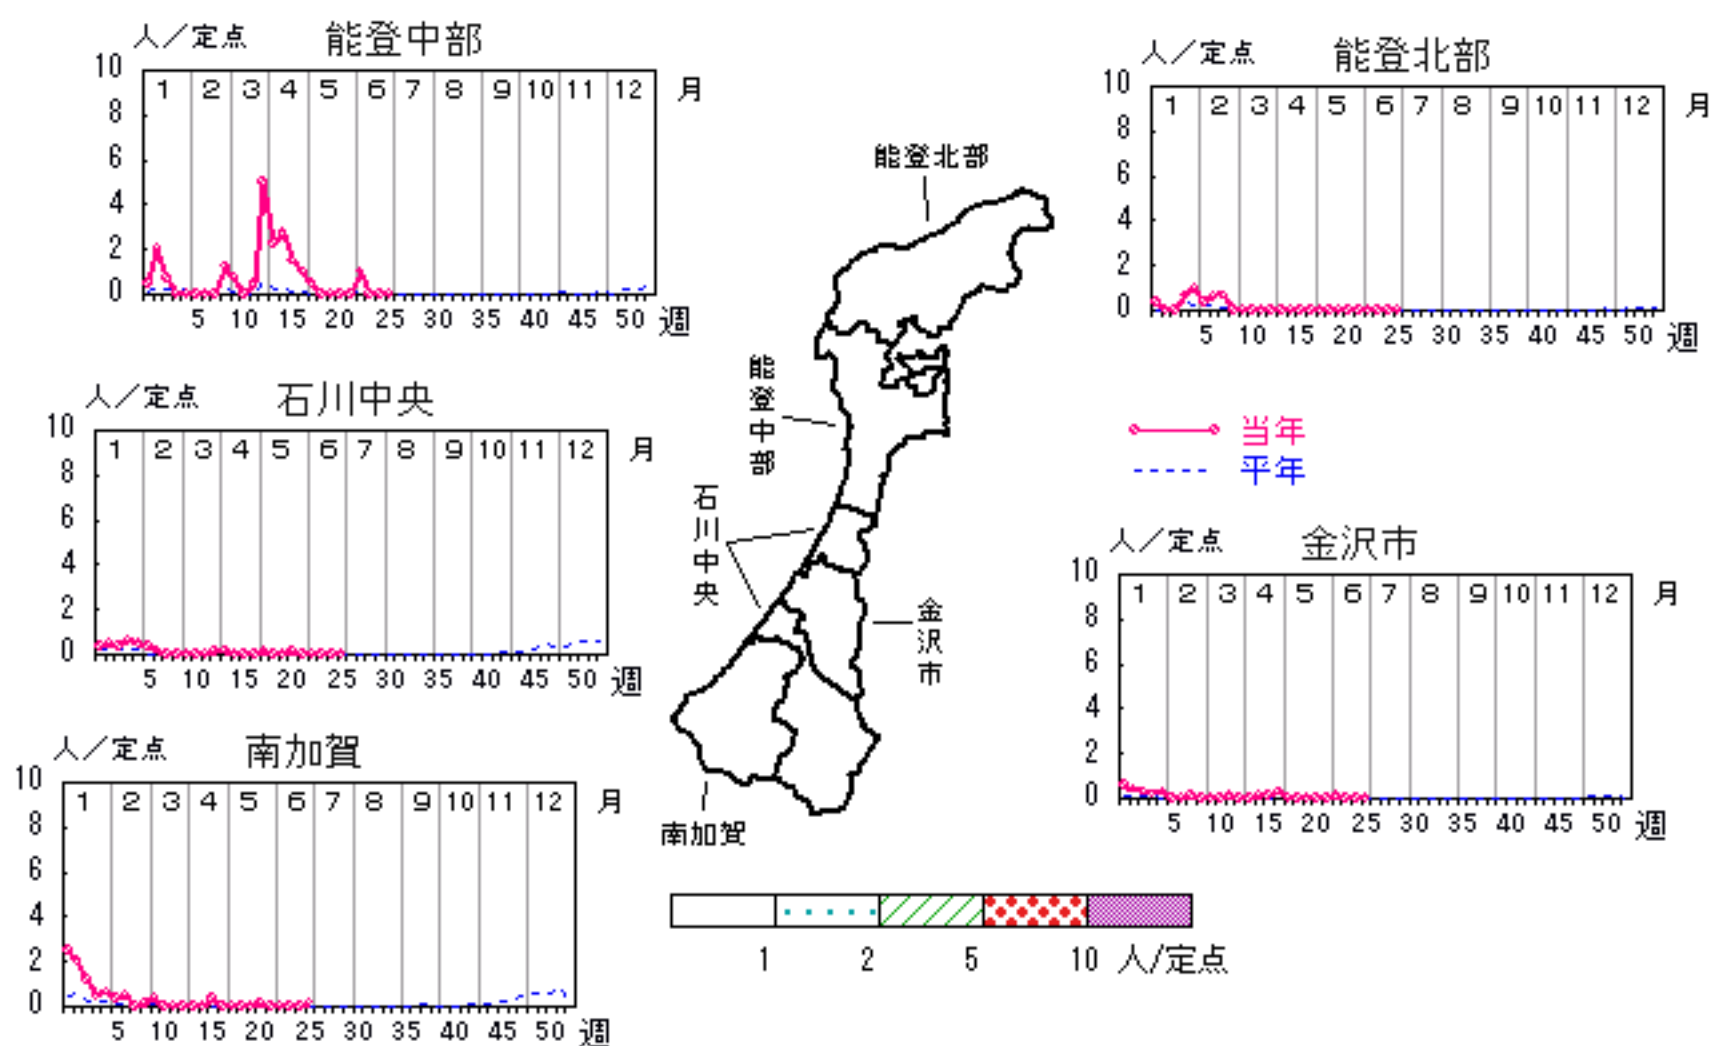 人／定点 能登中部
10 8 6 4 2 0
1 2 3 4 5 6 7 8 9 10 11 12 月
5 10 15 20 25 30 35 40 45 50 週
人／定点 能登北部
10 8 6 4 2 0
1 2 3 4 5 6 7 8 9 10 11 12 月
5 10 15 20 25 30 35 40 45 50 週
人／定点 石川中央
10 8 6 4 2 0
1 2 3 4 5 6 7 8 9 10 11 12 月
5 10 15 20 25 30 35 40 45 50 週
能登北部
能登中部
石川中央
金沢市
南加賀
当年
平年
人／定点 金沢市
10 8 6 4 2 0
1 2 3 4 5 6 7 8 9 10 11 12 月
5 10 15 20 25 30 35 40 45 50 週
人／定点 南加賀
10 8 6 4 2 0
1 2 3 4 5 6 7 8 9 10 11 12 月
5 10 15 20 25 30 35 40 45 50 週
1 2 5 10 人/定点